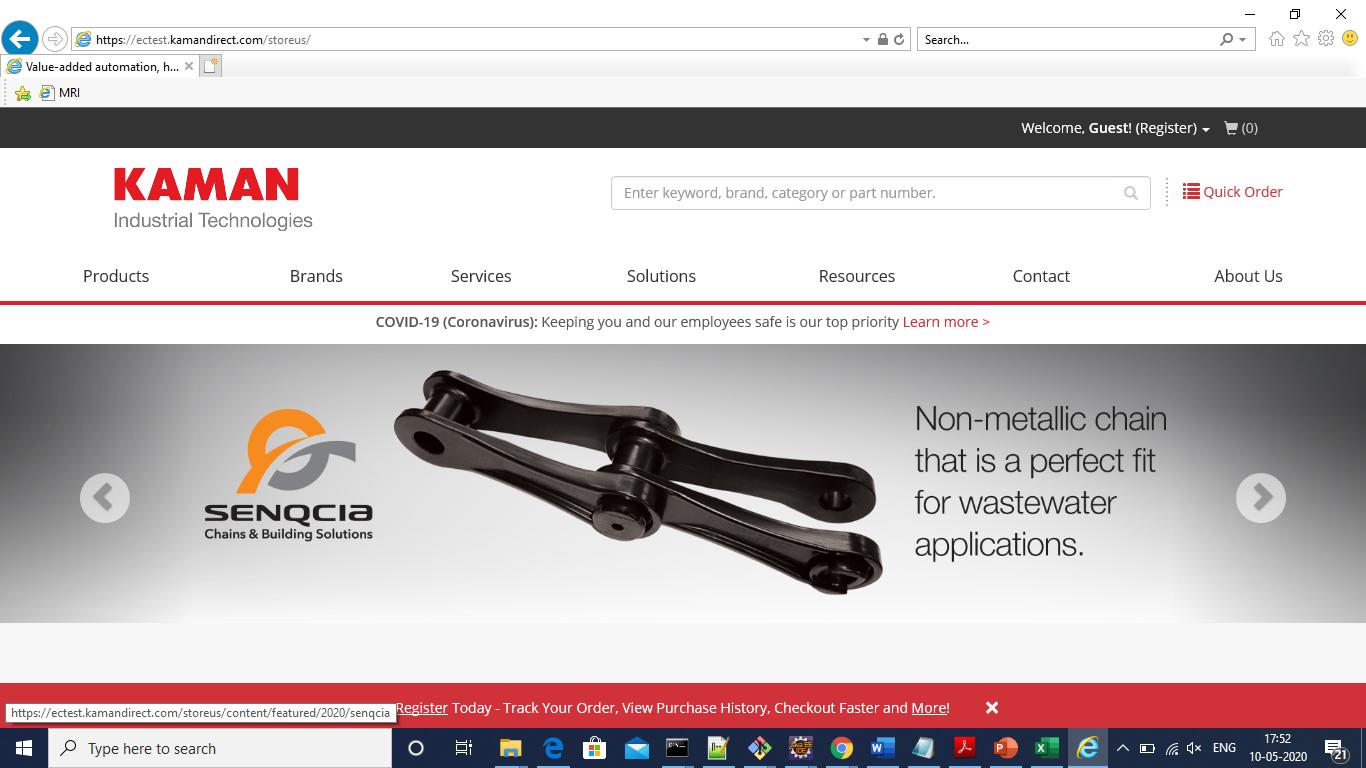 https://ectest.kamandirect.com/storeus/
Search...
Value-added automation, h...
MRI
Welcome, Guest! (Register)
(0)
KAMAN
Industrial Technologies
Enter keyword, brand, category or part number.
Quick Order
Products Brands Services Solutions Resources Contact About Us
COVID-19 (Coronavirus): Keeping you and our employees safe is our top priority Learn more >
SENQCIA
Chains & Building Solutions
Non-metallic chain
that is a perfect fit
for wastewater
applications.
Register Today - Track Your Order, View Purchase History, Checkout Faster and More!
https://ectest.kamandirect.com/storeus/content/featured/2020/senqcia
Type here to search
ENG
17:52
10-05-2020
21